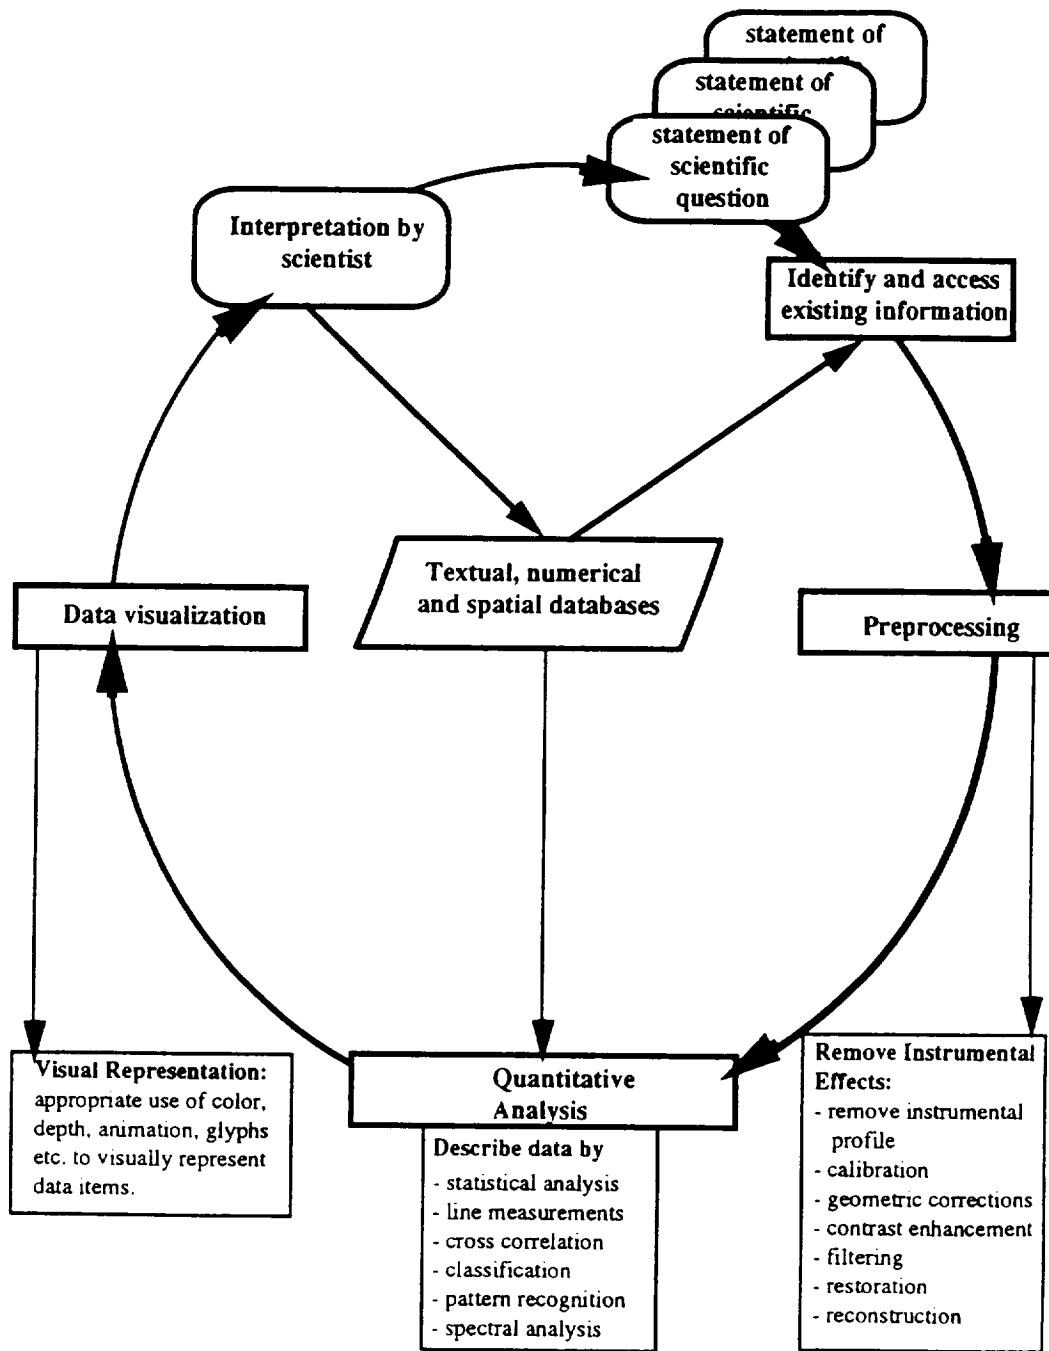 statement of
statement of
scientific
statement of
scientific
question
Interpretation by
scientist
Identify and access
existing information
Textual, numerical
and spatial databases
Data visualization
Preprocessing
Visual Representation:
appropriate use of color,
depth, animation, glyphs
etc. to visually represent
data items.
Quantitative
Analysis
Describe data by
- statistical analysis
- line measurements
- cross correlation
- classification
- pattern recognition
- spectral analysis
Remove Instrumental
Effects:
- remove instrumental
profile
- calibration
- geometric corrections
- contrast enhancement
- filtering
- restoration
- reconstruction